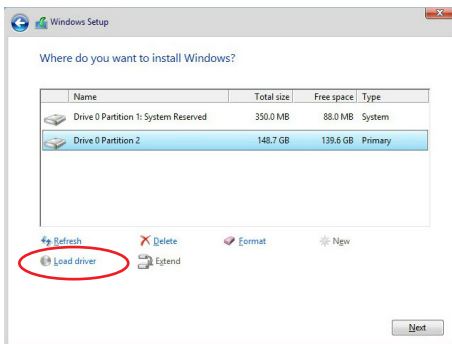 Windows Setup
Where do you want to install Windows?
Name Total size Free space Type
Drive 0 Partition 1: System Reserved 350.0 MB 88.0 MB System
Drive 0 Partition 2 148.7 GB 139.6 GB Primary
Refresh Delete Format New
Load driver Extend
Next